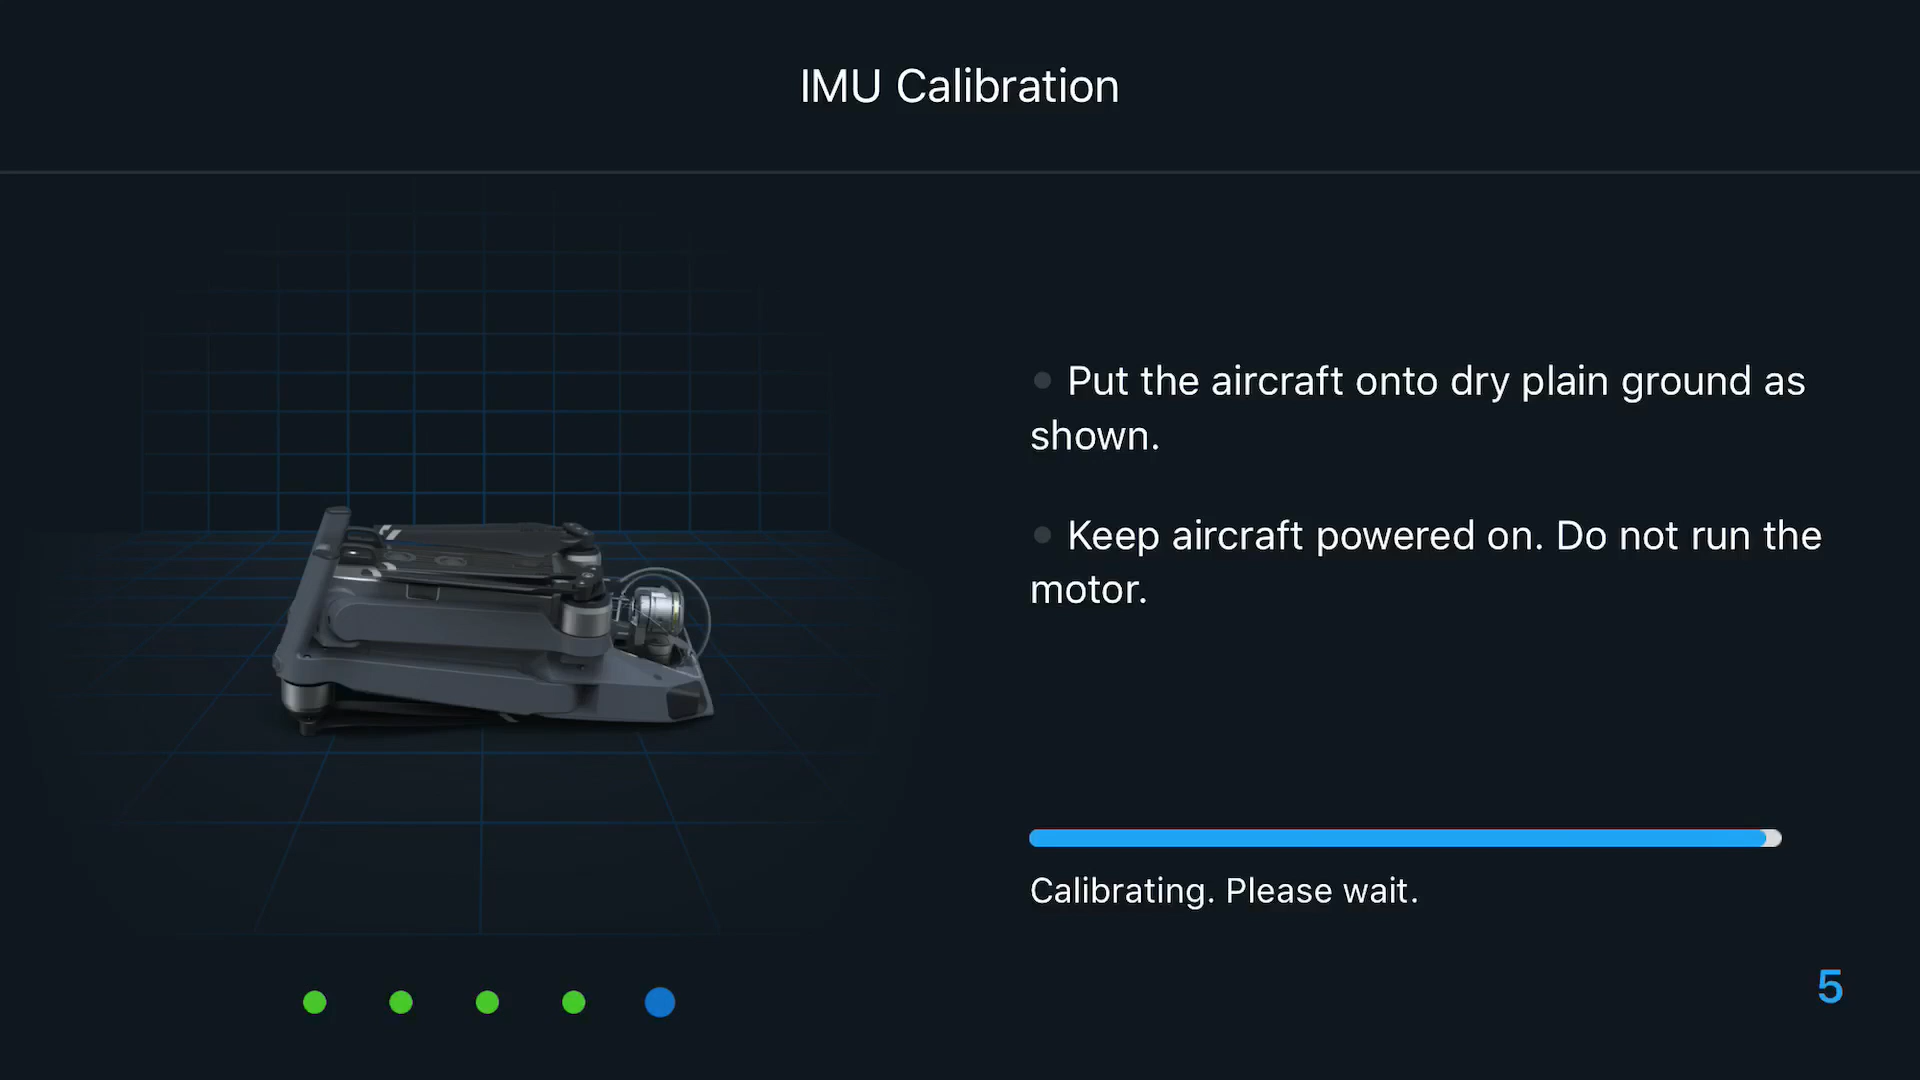 IMU Calibration
Put the aircraft onto dry plain ground as
shown.
Keep aircraft powered on. Do not run the
motor.
Calibrating. Please wait.
5